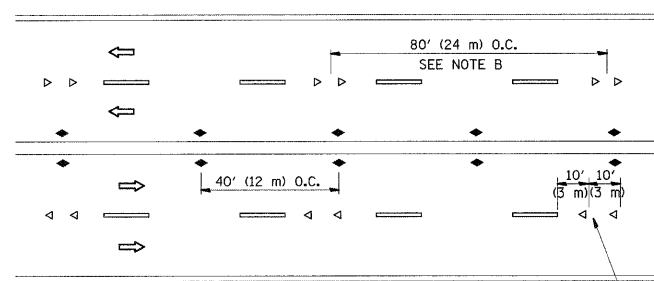 80' (24 m) O.C.
SEE NOTE B
40' (12 m) O.C.
10' 10'
(3 m) (3 m)